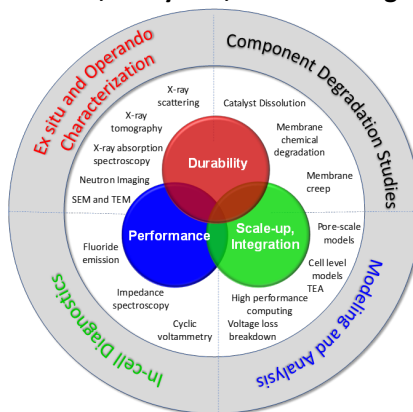 Ex situ and Operando
Characterization
Component Degradation Studies
X-ray
scattering
X-ray
tomography
X-ray absorption
spectroscopy
Neutron Imaging
SEM and TEM
Catalyst Dissolution
Membrane
chemical
degradation
Membrane
creep
Durability
Performance
Scale-up,
Integration
Fluoride
emission
Impedance
spectroscopy
Cyclic
voltammetry
Pore-scale
models
Cell level
models
TEA
High performance
computing
Voltage loss
breakdown
In-cell Diagnostics
Modeling and Analysis